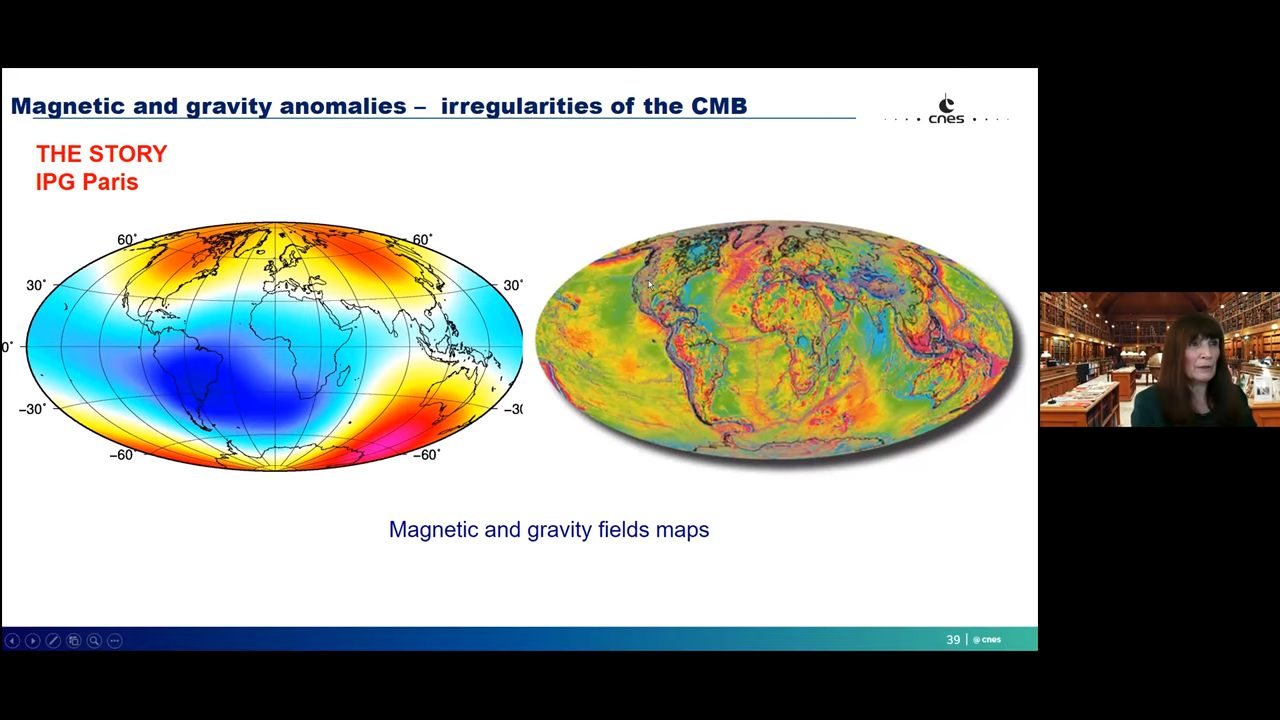 Magnetic and gravity anomalies – irregularities of the CMB
cnes
THE STORY
IPG Paris
60° 60°
30° 30°
0°
−30° −30
−60° −60°
Magnetic and gravity fields maps
39 | @ cnes